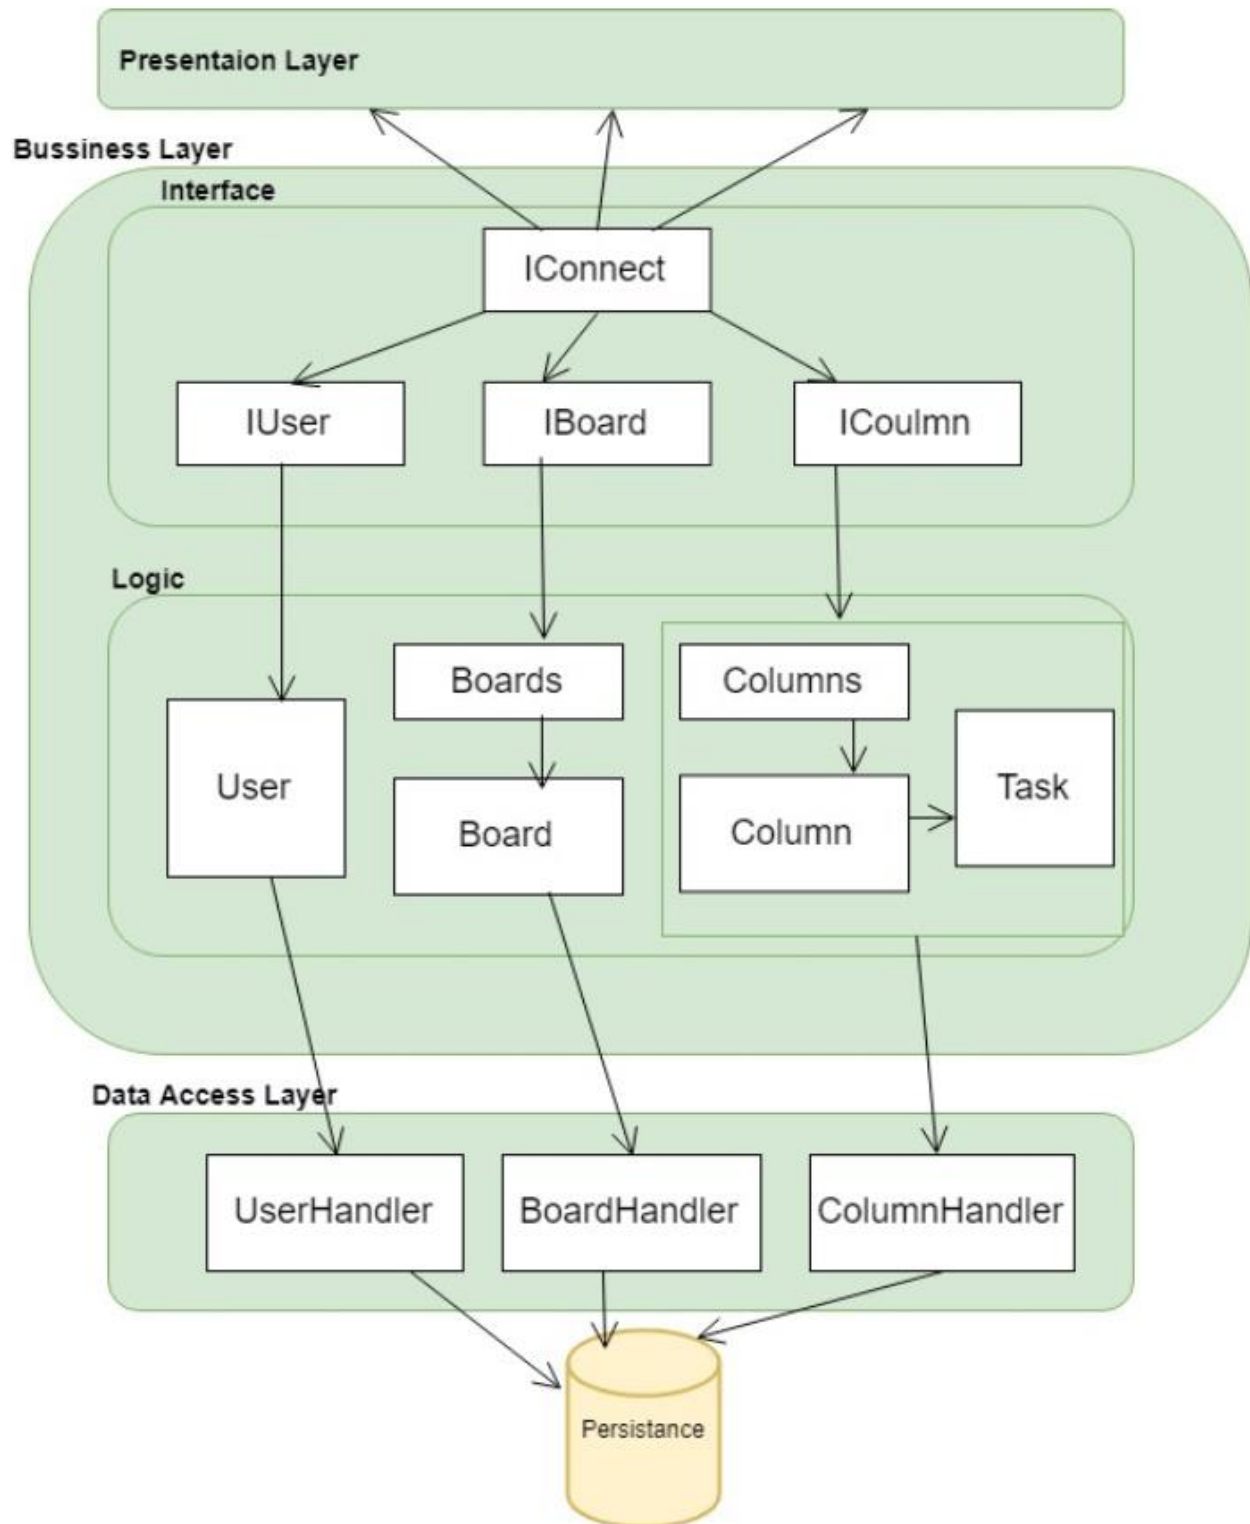 Presentaion Layer
Bussiness Layer
Interface
IConnect
IUser
IBoard
ICoulmn
Logic
Boards
Columns
User
Board
Column
Task
Data Access Layer
UserHandler
BoardHandler
ColumnHandler
Persistance